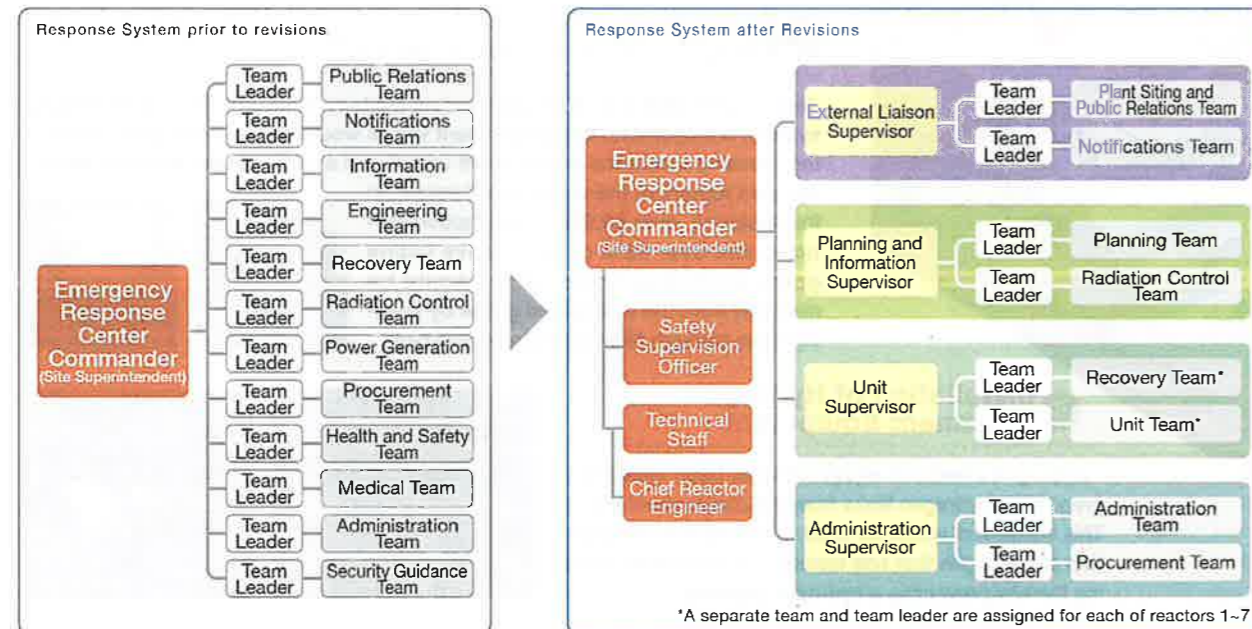 Response System prior to revisions
Emergency
Response
Center
Commander
(Site Superintendent)
Team
Leader
Public Relations
Team
Team
Leader
Notifications
Team
Team
Leader
Information
Team
Team
Leader
Engineering
Team
Team
Leader
Recovery Team
Team
Leader
Radiation Control
Team
Team
Leader
Power Generation
Team
Team
Leader
Procurement
Team
Team
Leader
Health and Safety
Team
Team
Leader
Medical Team
Team
Leader
Administration
Team
Team
Leader
Security Guidance
Team
Response System after Revisions
Emergency
Response
Center
Commander
(Site Superintendent)
Safety
Supervision
Officer
Technical
Staff
Chief Reactor
Engineer
External Liaison
Supervisor
Team
Leader
Plant Siting and
Public Relations Team
Team
Leader
Notifications Team
Planning and
Information
Supervisor
Team
Leader
Planning Team
Team
Leader
Radiation Control
Team
Unit
Supervisor
Team
Leader
Recovery Team*
Team
Leader
Unit Team*
Administration
Supervisor
Team
Leader
Administration
Team
Team
Leader
Procurement Team
*A separate team and team leader are assigned for each of reactors 1~7